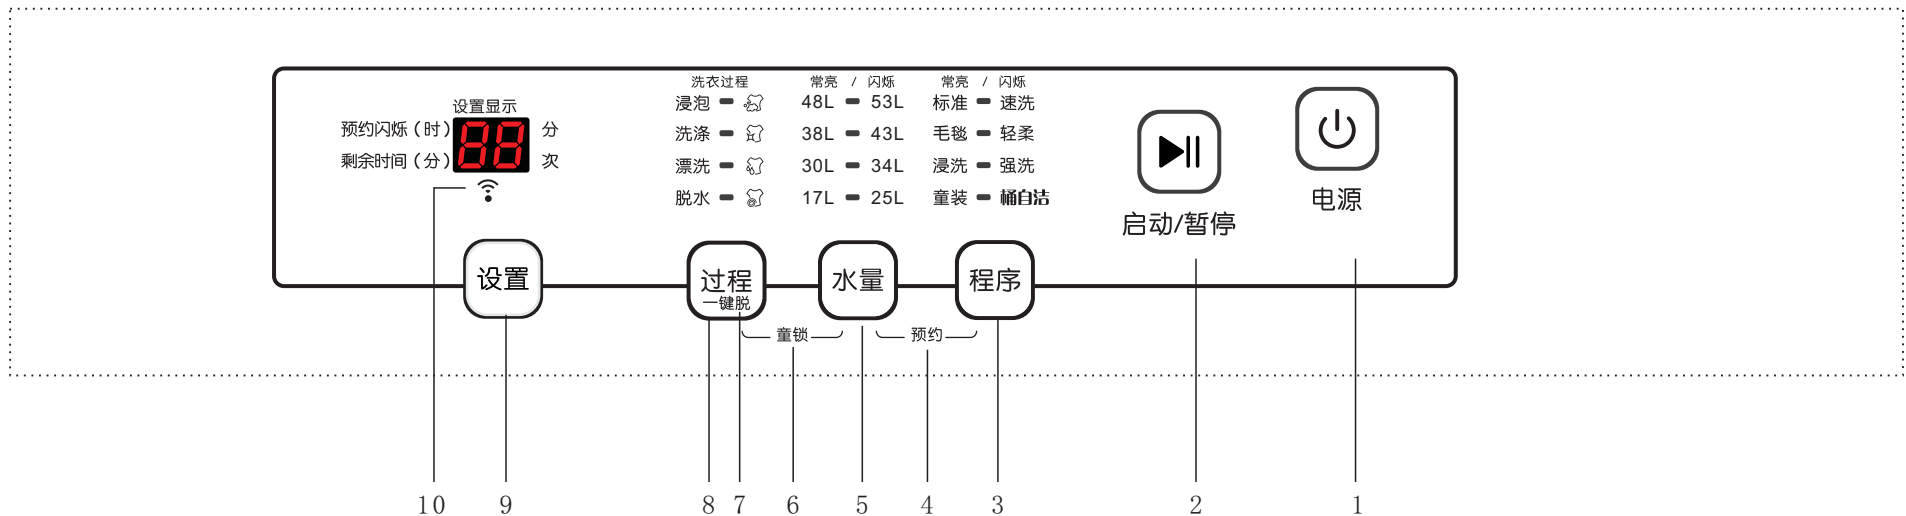 洗衣过程 常亮 / 闪烁 常亮 / 闪烁
设置显示
浸泡 48L 53L 标准 速洗
预约闪烁（时） 88 分
洗涤 38L 43L 毛毯 轻柔
剩余时间（分） 次
漂洗 30L 34L 浸洗 强洗
脱水 17L 25L 童装 桶自洁
启动/暂停
电源
设置
过程
一键脱
水量
程序
童锁
预约
10 9 8 7 6 5 4 3 2 1